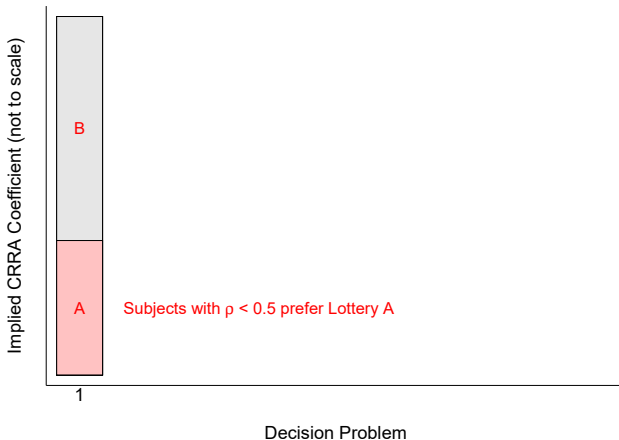 Implied CRRA Coefficient (not to scale)
B
A
Subjects with ρ < 0.5 prefer Lottery A
1
Decision Problem